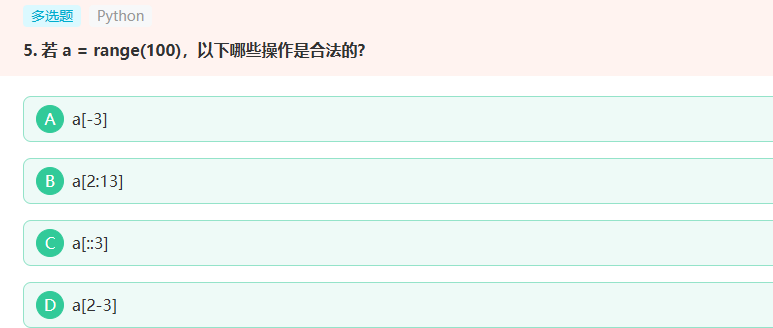 多选题 Python
5. 若 a = range(100)，以下哪些操作是合法的?
A a[-3]
B a[2:13]
C a[::3]
D a[2-3]